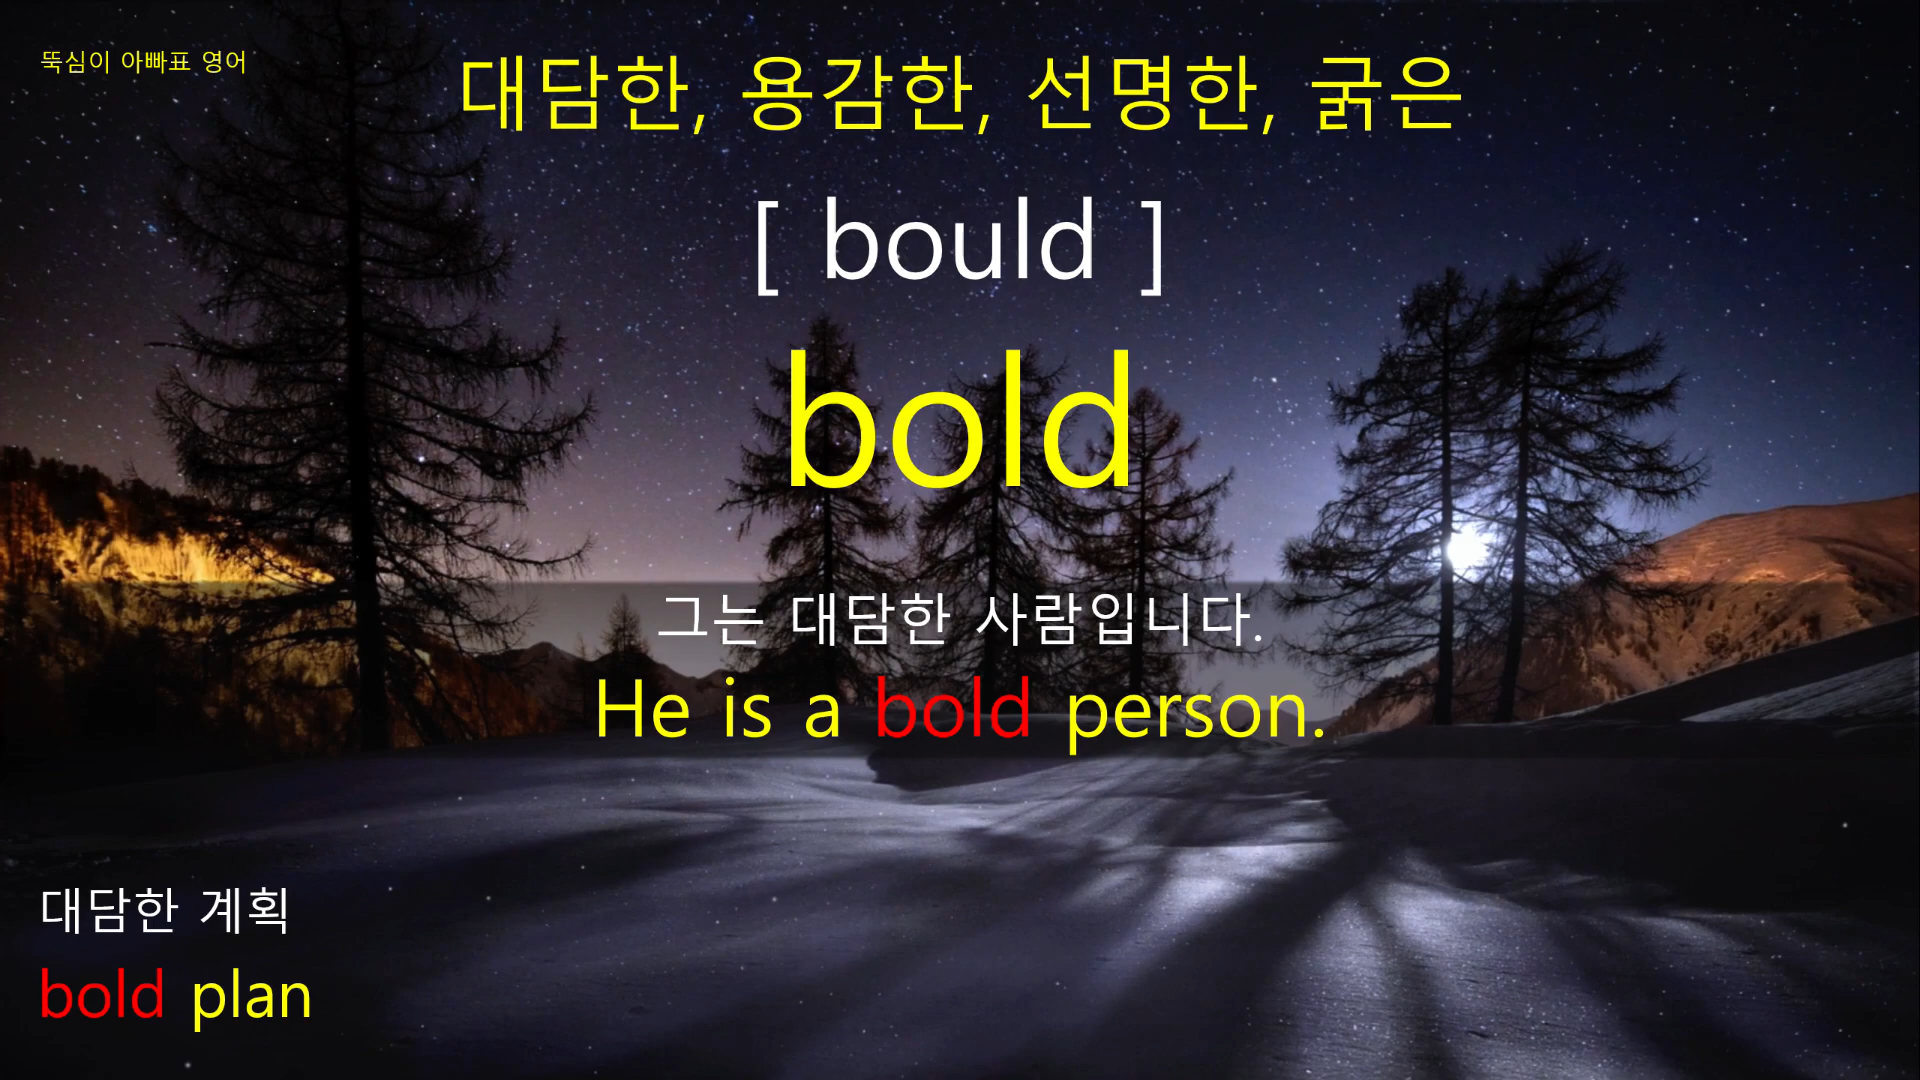 뚝심이 아빠표 영어
대담한, 용감한, 선명한, 굵은
[ bould ]
bold
그는 대담한 사람입니다.
He is a bold person.
대담한 계획
bold plan